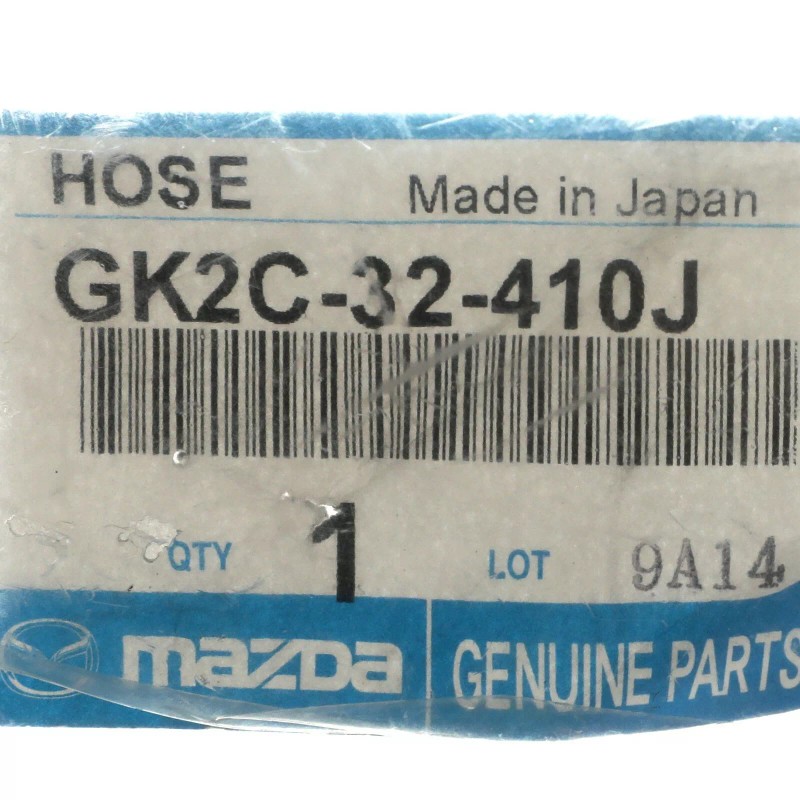 HOSE Made in Japan
GK2C-32-410J
QTY 1 LOT 9A14
mazda GENUINE PARTS